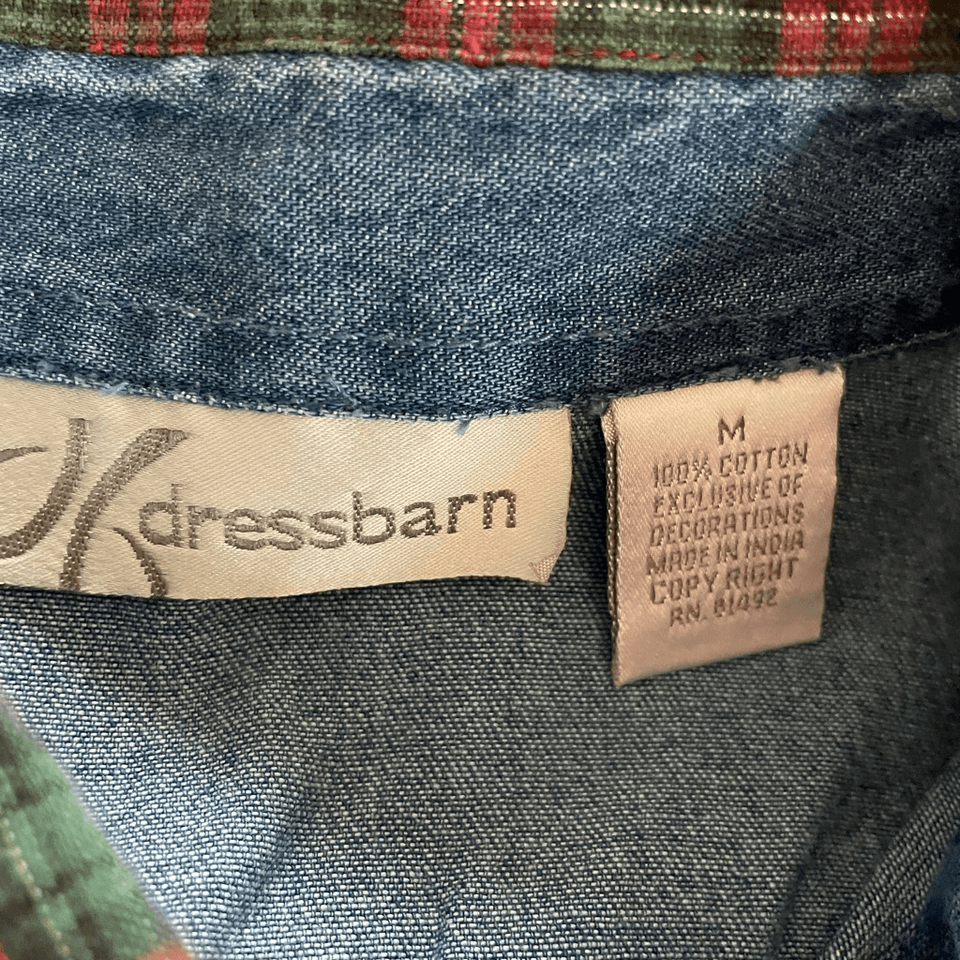 dressbarn
M
100% COTTON
EXCLUSIVE OF
DECORATIONS
MADE IN INDIA
COPY RIGHT
RN. 81492